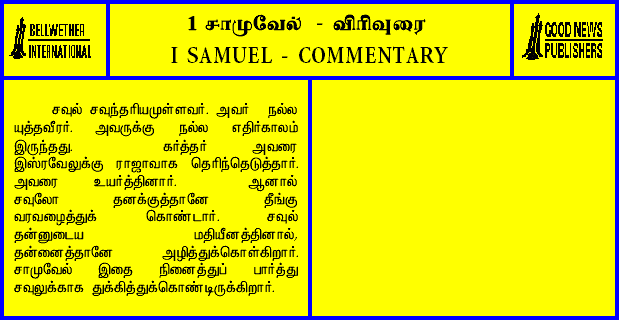 BELLWETHER
INTERNATIONAL
1 சாமுவேல் - விரிவுரை
I SAMUEL - COMMENTARY
GOOD NEWS
PUBLISHERS
சவுல் சவுந்தரியமுள்ளவர். அவர் நல்ல
யுத்தவீரர். அவருக்கு நல்ல எதிர்காலம்
இருந்தது. கர்த்தர் அவரை
இஸ்ரவேலுக்கு ராஜாவாக தெரிந்தெடுத்தார்.
அவரை உயர்த்தினார். ஆனால்
சவுலோ தனக்குத்தானே தீங்கு
வரவழைத்துக் கொண்டார். சவுல்
தன்னுடைய மதியீனத்தினால்,
தன்னைத்தானே அழித்துக்கொள்கிறார்.
சாமுவேல் இதை நினைத்துப் பார்த்து
சவுலுக்காக துக்கித்துக்கொண்டிருக்கிறார்.